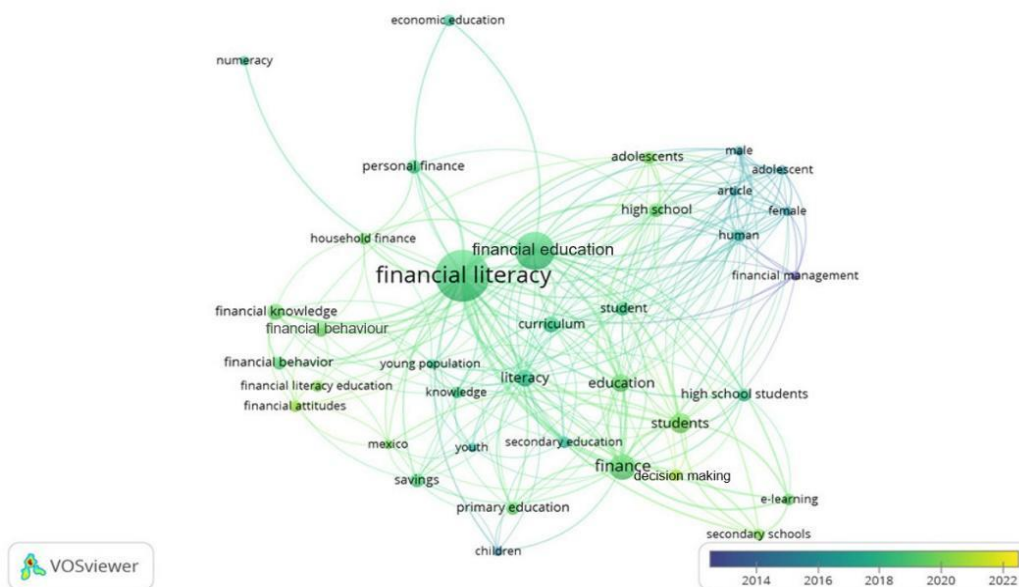 economic education
numeracy
male
adolescents
personal finance
adolescent
article
high school
female
human
household finance
financial education
financial literacy
financial management
student
financial knowledge
curriculum
financial behaviour
financial behavior
young population
literacy
education
financial literacy education
knowledge
high school students
financial attitudes
students
mexico
youth
secondary education
finance
decision making
savings
e-learning
primary education
secondary schools
children
VOSviewer
2014 2016 2018 2020 2022